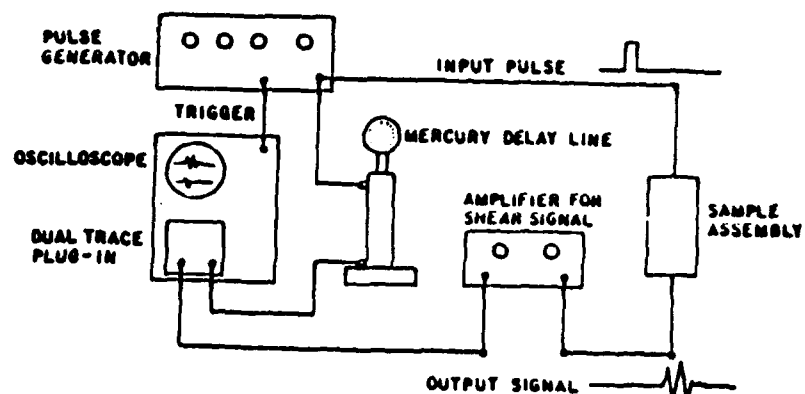 PULSE
GENERATOR
INPUT PULSE
TRIGGER
MERCURY DELAY LINE
OSCILLOSCOPE
AMPLIFIER FOR
SHEAR SIGNAL
SAMPLE
ASSEMBLY
DUAL TRACE
PLUG-IN
OUTPUT SIGNAL